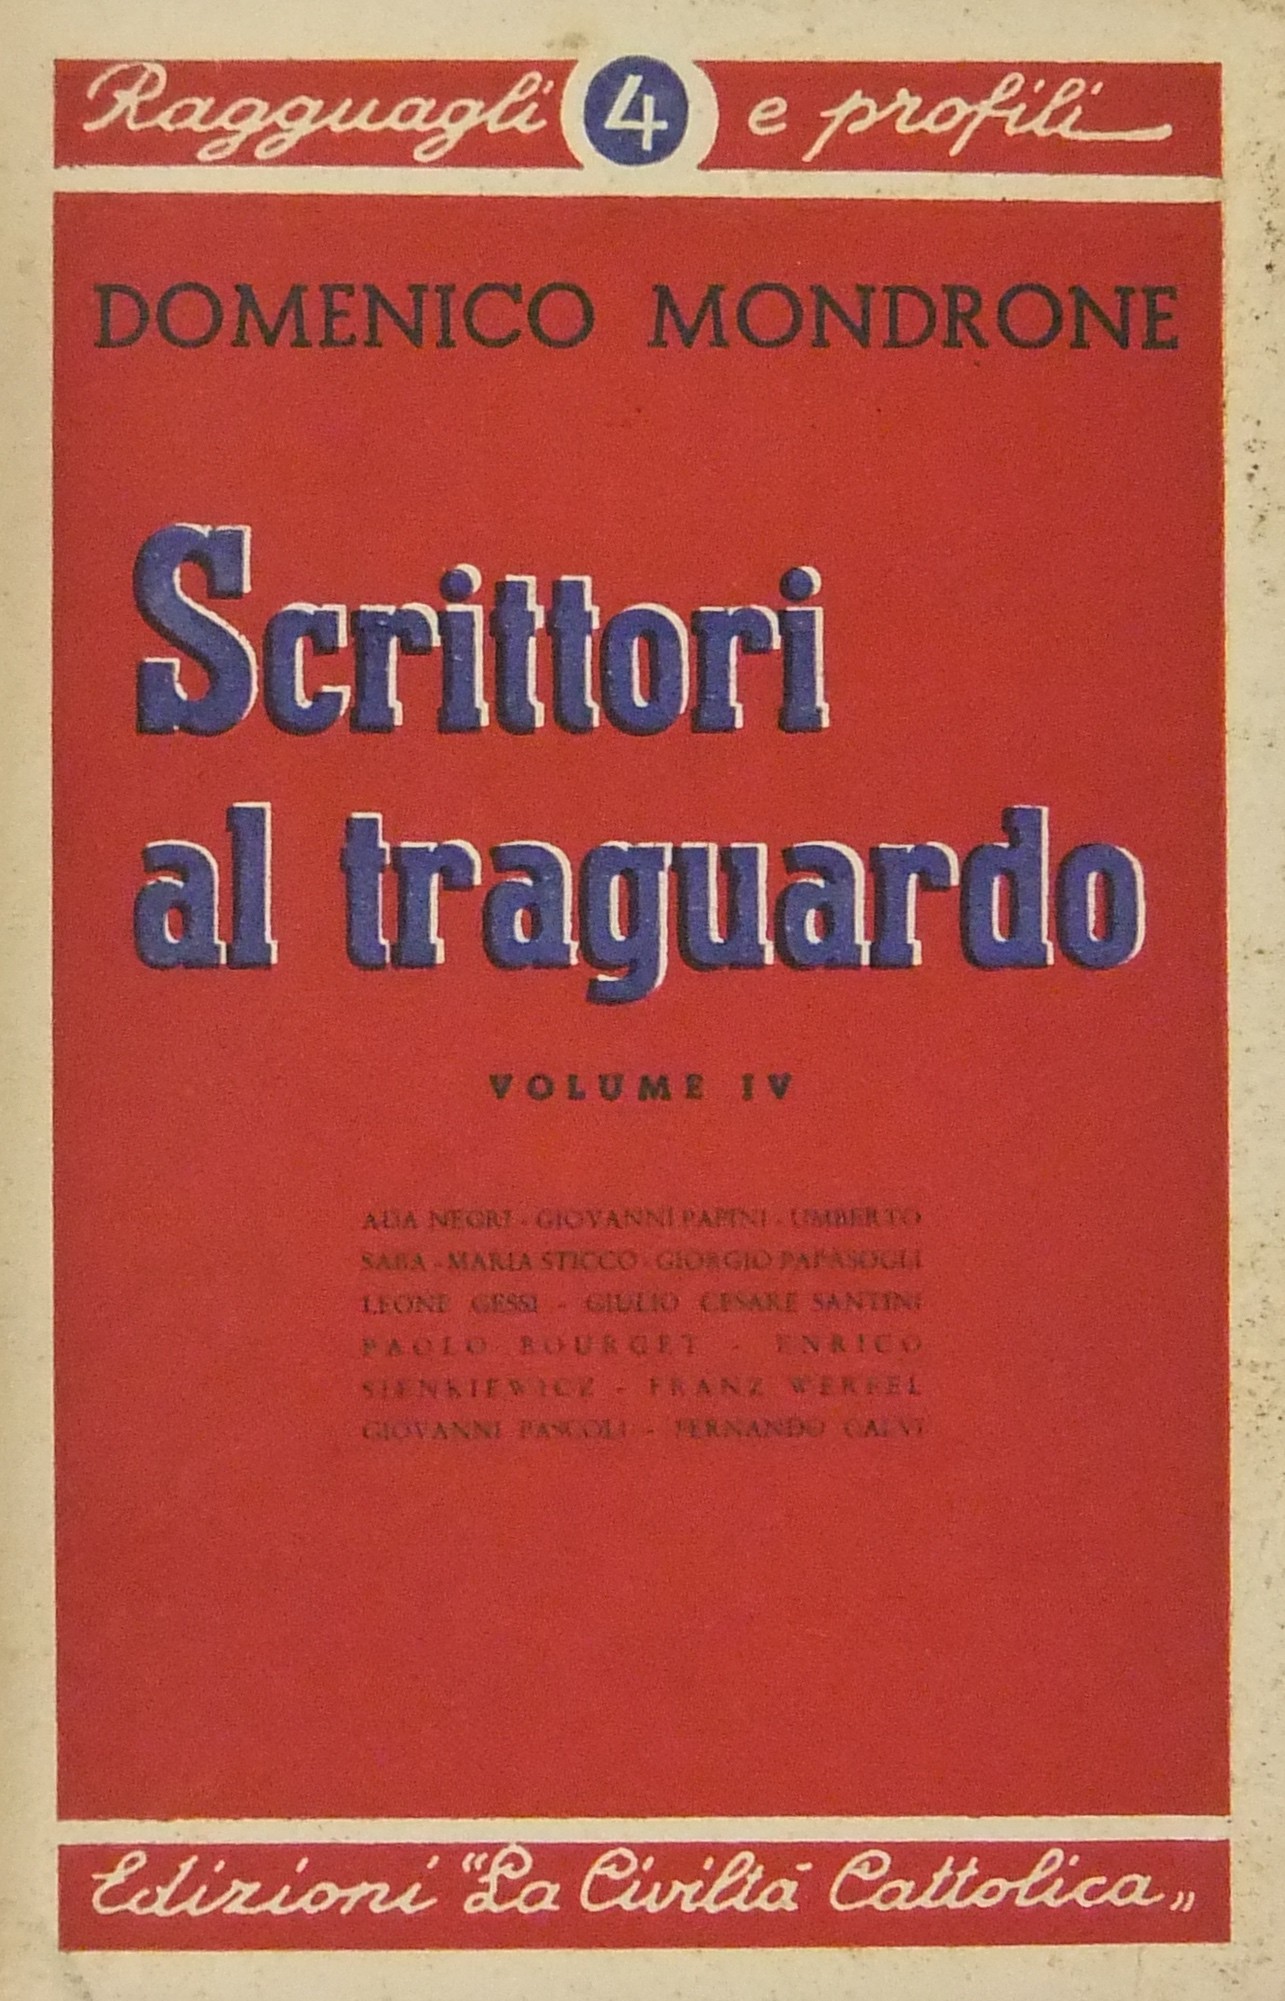 Ragguagli 4 e profili
DOMENICO MONDRONE
Scrittori
al traguardo
VOLUME IV
ADA NEGRI - GIOVANNI PAPINI - UMBERTO
SABA - MARIA STICCO - GIORGIO PAPASOGLI
LEONE GESSI - GIULIO CESARE SANTINI
PAOLO BOURGET - ENRICO
SIENKIEWICZ - FRANZ WERFEL
GIOVANNI PASCOLI - FERNANDO CALVI
Edizioni "La Civiltà Cattolica„